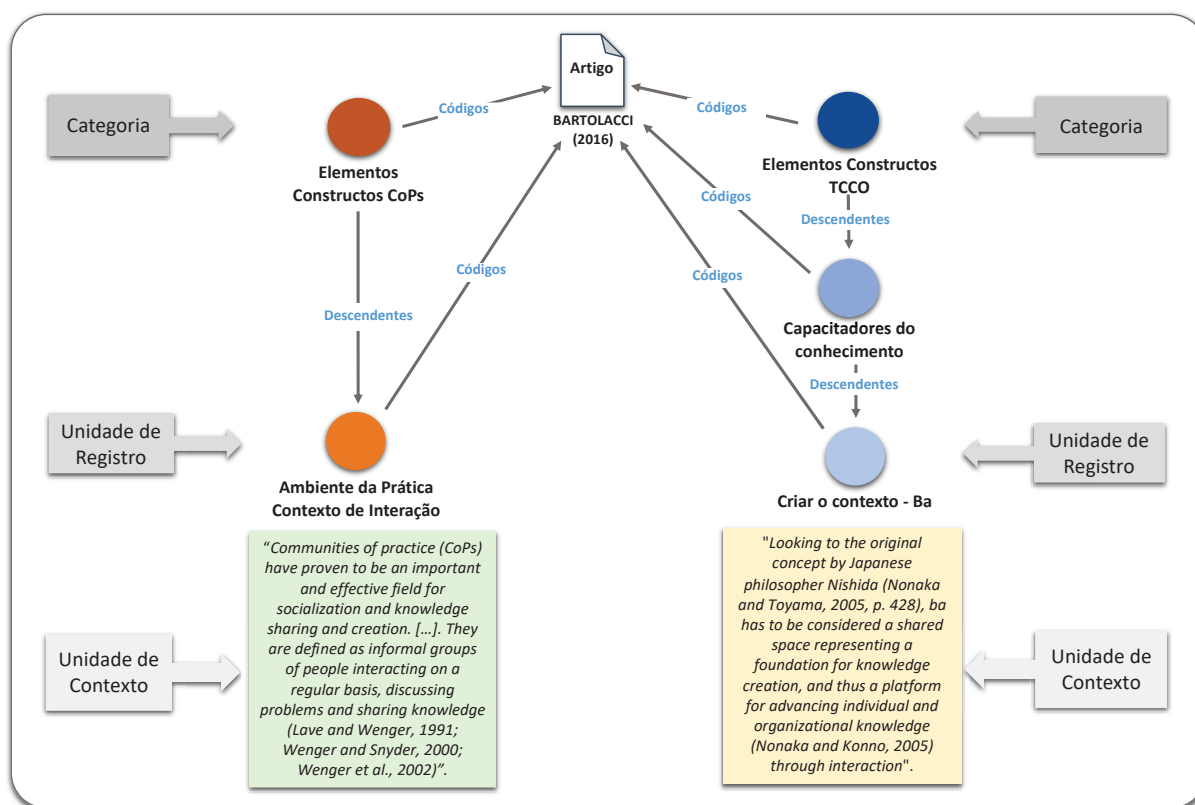 Artigo
BARTOLACCI
(2016)
Categoria
Códigos
Códigos
Categoria
Elementos
Constructos CoPs
Elementos Constructos
TCCO
Códigos
Descendentes
Códigos
Códigos
Descendentes
Capacitadores do
conhecimento
Descendentes
Unidade de
Registro
Unidade de
Registro
Ambiente da Prática
Contexto de Interação
Criar o contexto - Ba
“Communities of practice (CoPs)
have proven to be an important
and effective field for
socialization and knowledge
sharing and creation. […]. They
are defined as informal groups
of people interacting on a
regular basis, discussing
problems and sharing knowledge
(Lave and Wenger, 1991;
Wenger and Snyder, 2000;
Wenger et al., 2002)”.
"Looking to the original
concept by Japanese
philosopher Nishida (Nonaka
and Toyama, 2005, p. 428), ba
has to be considered a shared
space representing a
foundation for knowledge
creation, and thus a platform
for advancing individual and
organizational knowledge
(Nonaka and Konno, 2005)
through interaction".
Unidade de
Contexto
Unidade de
Contexto